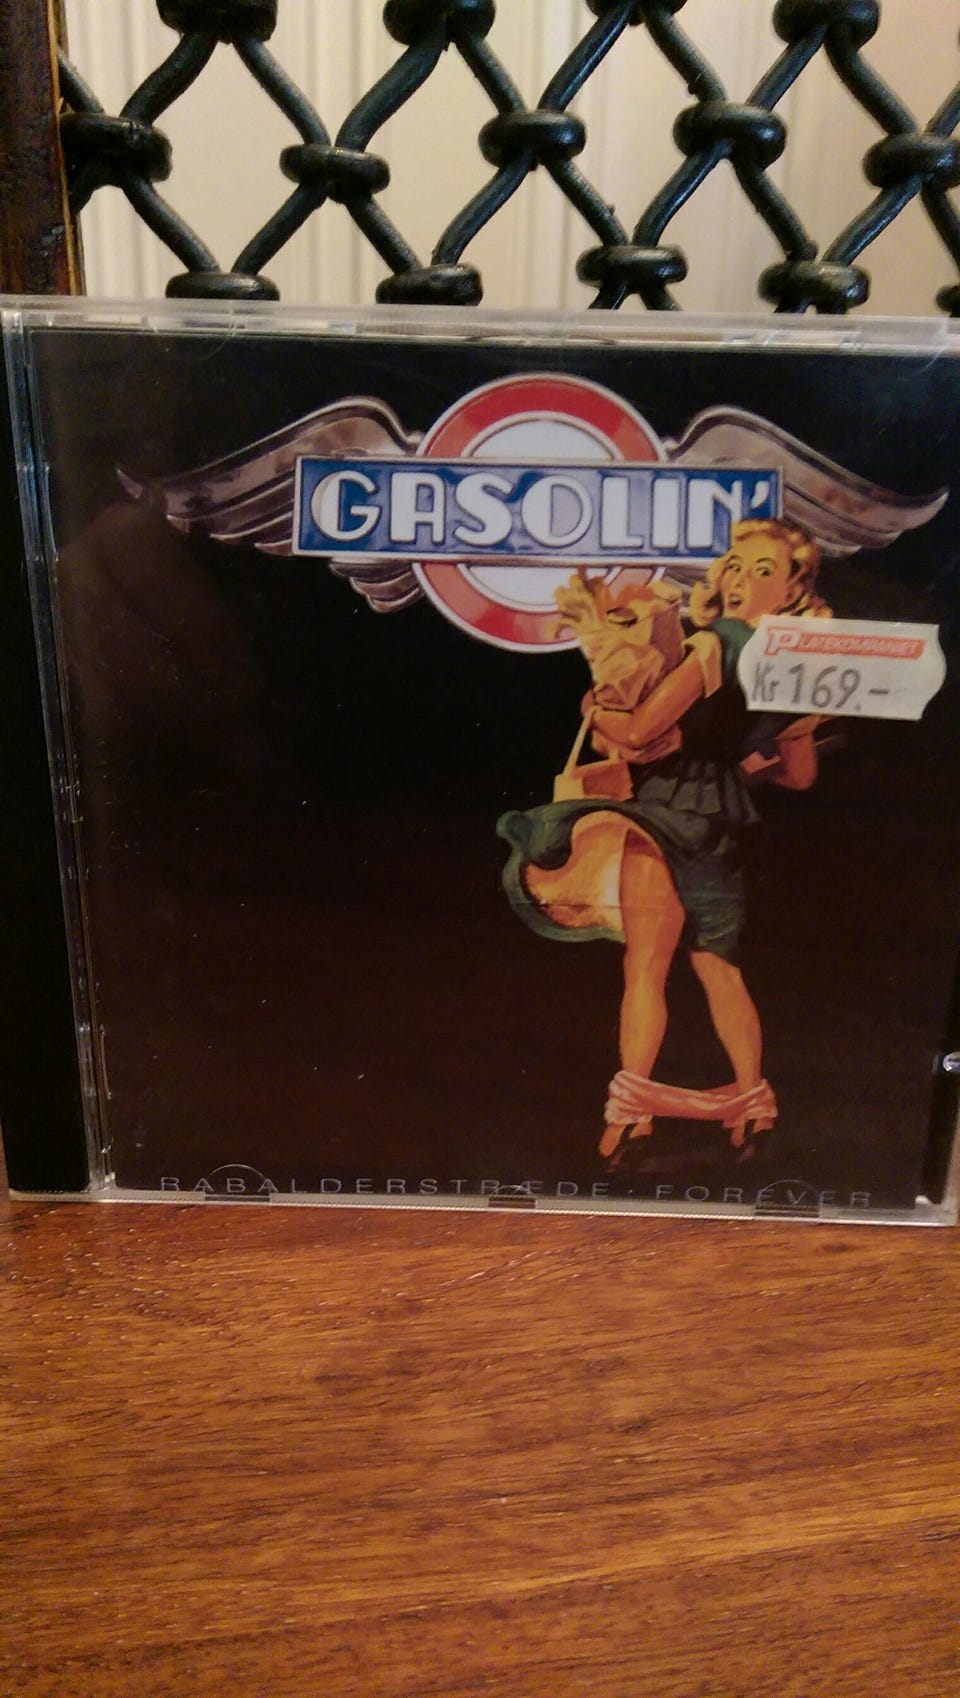 GASOLIN'
PLATEKOMPANIET
Kr 169.-
RABALDERSTRÆDE · FOREVER